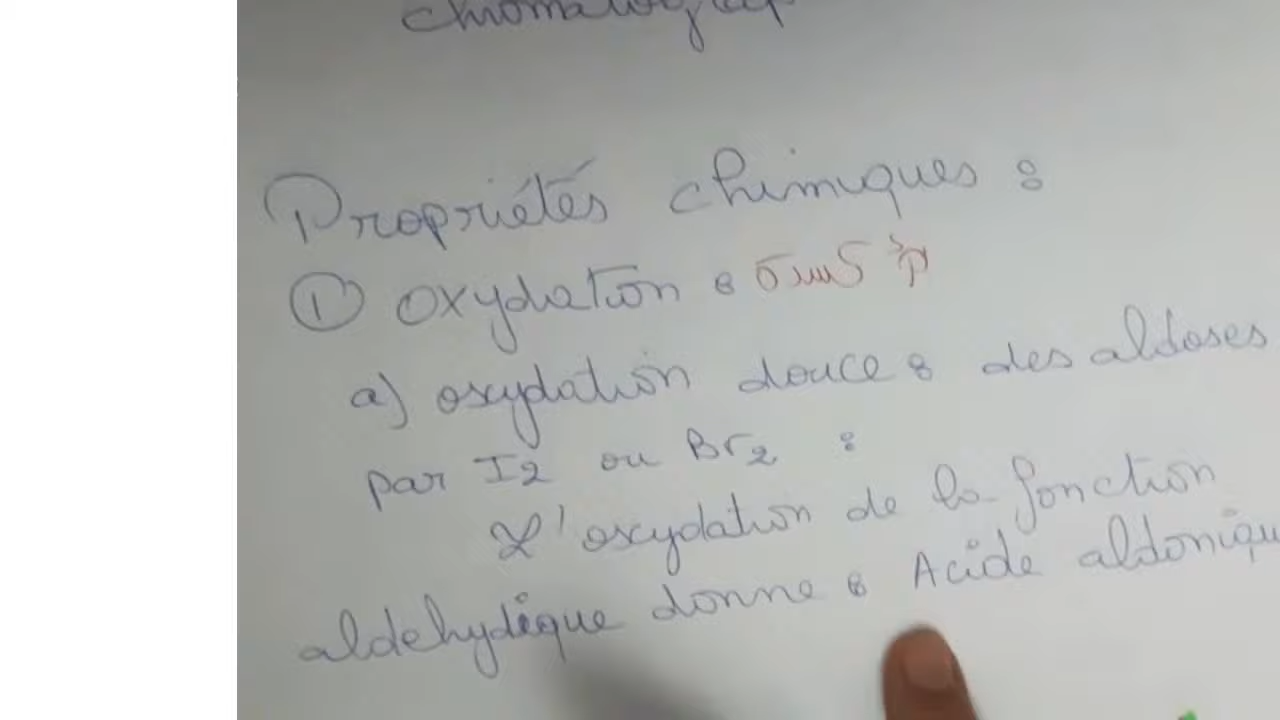 Propriétés chimiques :
① Oxydation :
a) oxydation douce : des aldoses
par I2 ou Br2 :
L'oxydation de la fonction
aldehydique donne : Acide aldoniqu